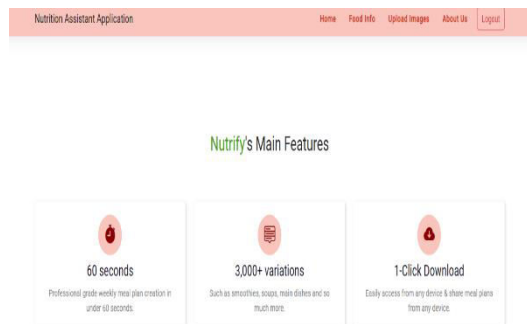 Nutrition Assistant Application
Home Food Info Upload Images About Us Logout
Nutrify's Main Features
60 seconds
Professional grade weekly meal plan creation in
under 60 seconds.
3,000+ variations
Such as smoothies, soups, main dishes and so
much more.
1-Click Download
Easily access from any device & share meal plans
from any device.